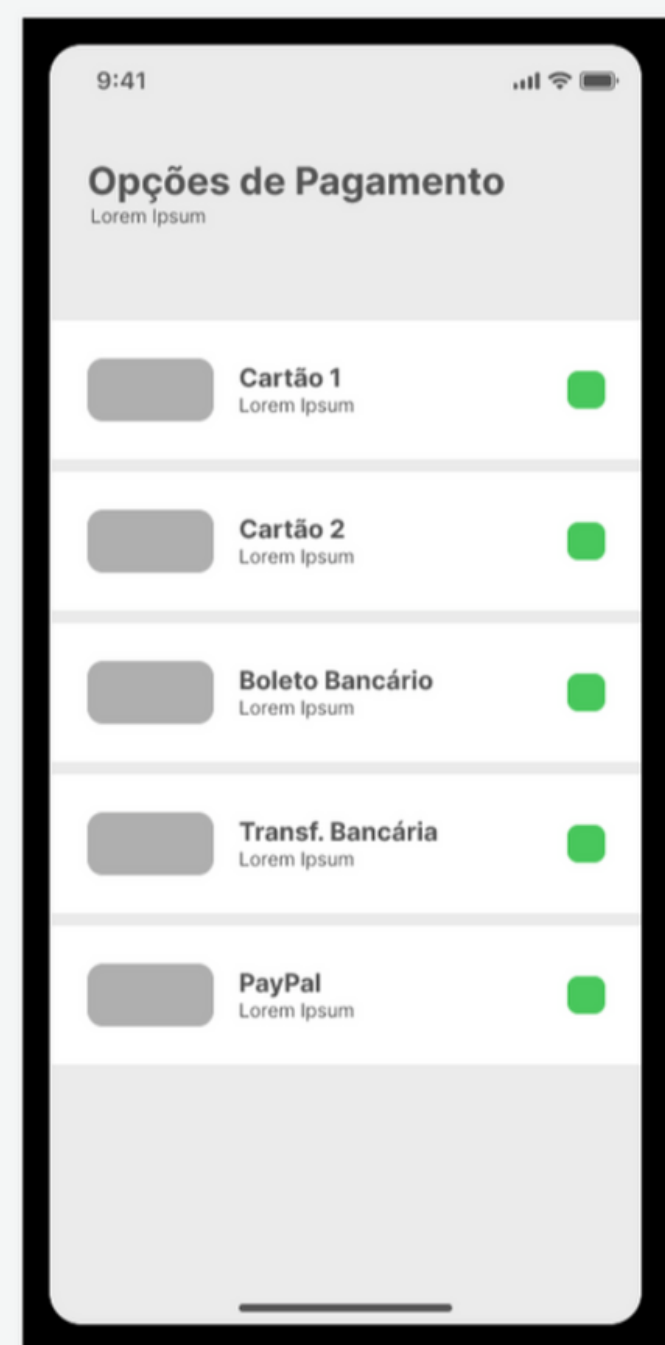 9:41
Opções de Pagamento
Lorem Ipsum
Cartão 1
Lorem Ipsum
Cartão 2
Lorem Ipsum
Boleto Bancário
Lorem Ipsum
Transf. Bancária
Lorem Ipsum
PayPal
Lorem Ipsum